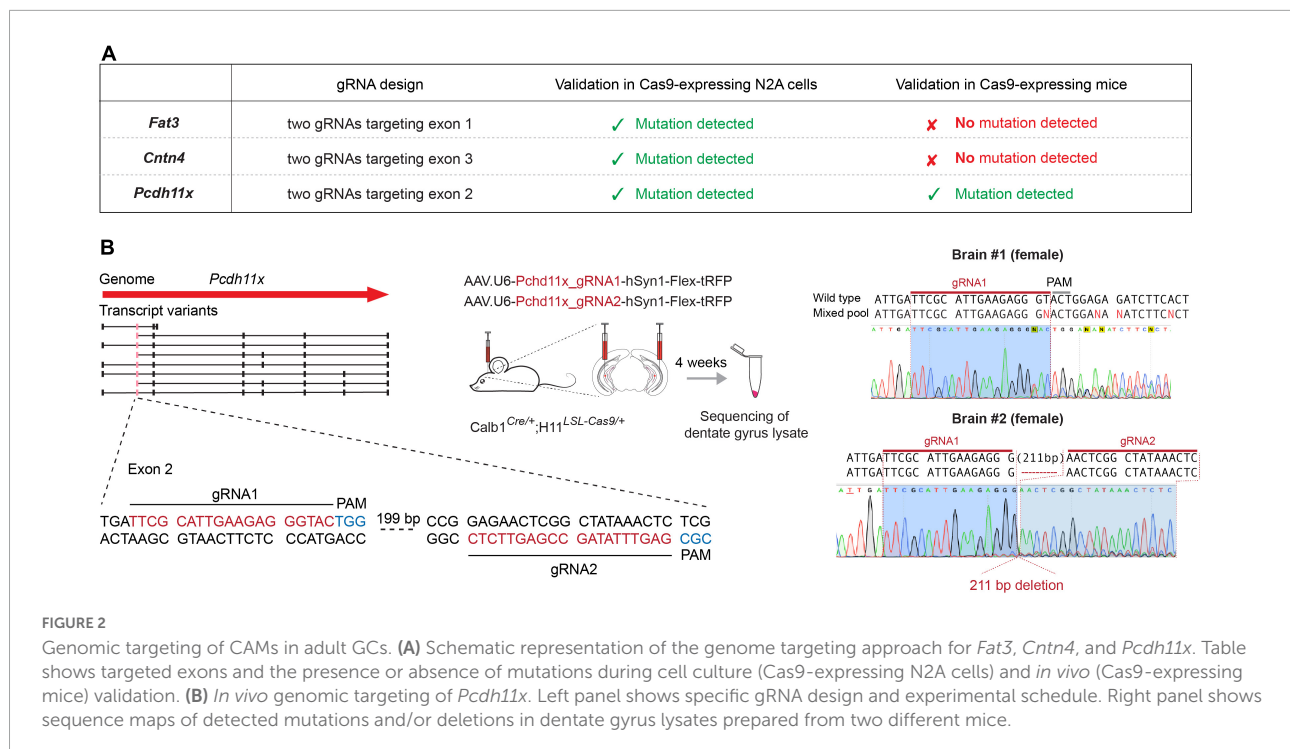 A
gRNA design Validation in Cas9-expressing N2A cells Validation in Cas9-expressing mice
Fat3 two gRNAs targeting exon 1 ✓ Mutation detected ✘ No mutation detected
Cntn4 two gRNAs targeting exon 3 ✓ Mutation detected ✘ No mutation detected
Pcdh11x two gRNAs targeting exon 2 ✓ Mutation detected ✓ Mutation detected
B
Genome Pcdh11x
Transcript variants
Exon 2
gRNA1 PAM
TGATTCG CATTGAAGAG GGTACTGG 199 bp CCG GAGAACTCGG CTATAAACTC TCG
ACTAAGC GTAACTTCTC CCATGACC GGC CTCTTGAGCC GATATTTGAG CGC
gRNA2 PAM
AAV.U6-Pchd11x_gRNA1-hSyn1-Flex-tRFP
AAV.U6-Pchd11x_gRNA2-hSyn1-Flex-tRFP
4 weeks
Calb1Cre/+;H11LSL-Cas9/+
Sequencing of
dentate gyrus lysate
Brain #1 (female)
gRNA1 PAM
Wild type ATTGATTCGC ATTGAAGAGG GTACTGGAGA GATCTTCACT
Mixed pool ATTGATTCGC ATTGAAGAGG GNACTGGANA NATCTTCNCT
ATTGATTCGCATTGAAGAGGGNACTGGANANATCTTCNCT
Brain #2 (female)
gRNA1 gRNA2
ATTGATTCGC ATTGAAGAGG G(211bp)AACTCGG CTATAAACTC
ATTGATTCGC ATTGAAGAGG G -------- AACTCGG CTATAAACTC
ATTGATTCGCATTGAAGAGGGAACTCGGCTATAAACTCTC
211 bp deletion
FIGURE 2
Genomic targeting of CAMs in adult GCs. (A) Schematic representation of the genome targeting approach for Fat3, Cntn4, and Pcdh11x. Table
shows targeted exons and the presence or absence of mutations during cell culture (Cas9-expressing N2A cells) and in vivo (Cas9-expressing
mice) validation. (B) In vivo genomic targeting of Pcdh11x. Left panel shows specific gRNA design and experimental schedule. Right panel shows
sequence maps of detected mutations and/or deletions in dentate gyrus lysates prepared from two different mice.